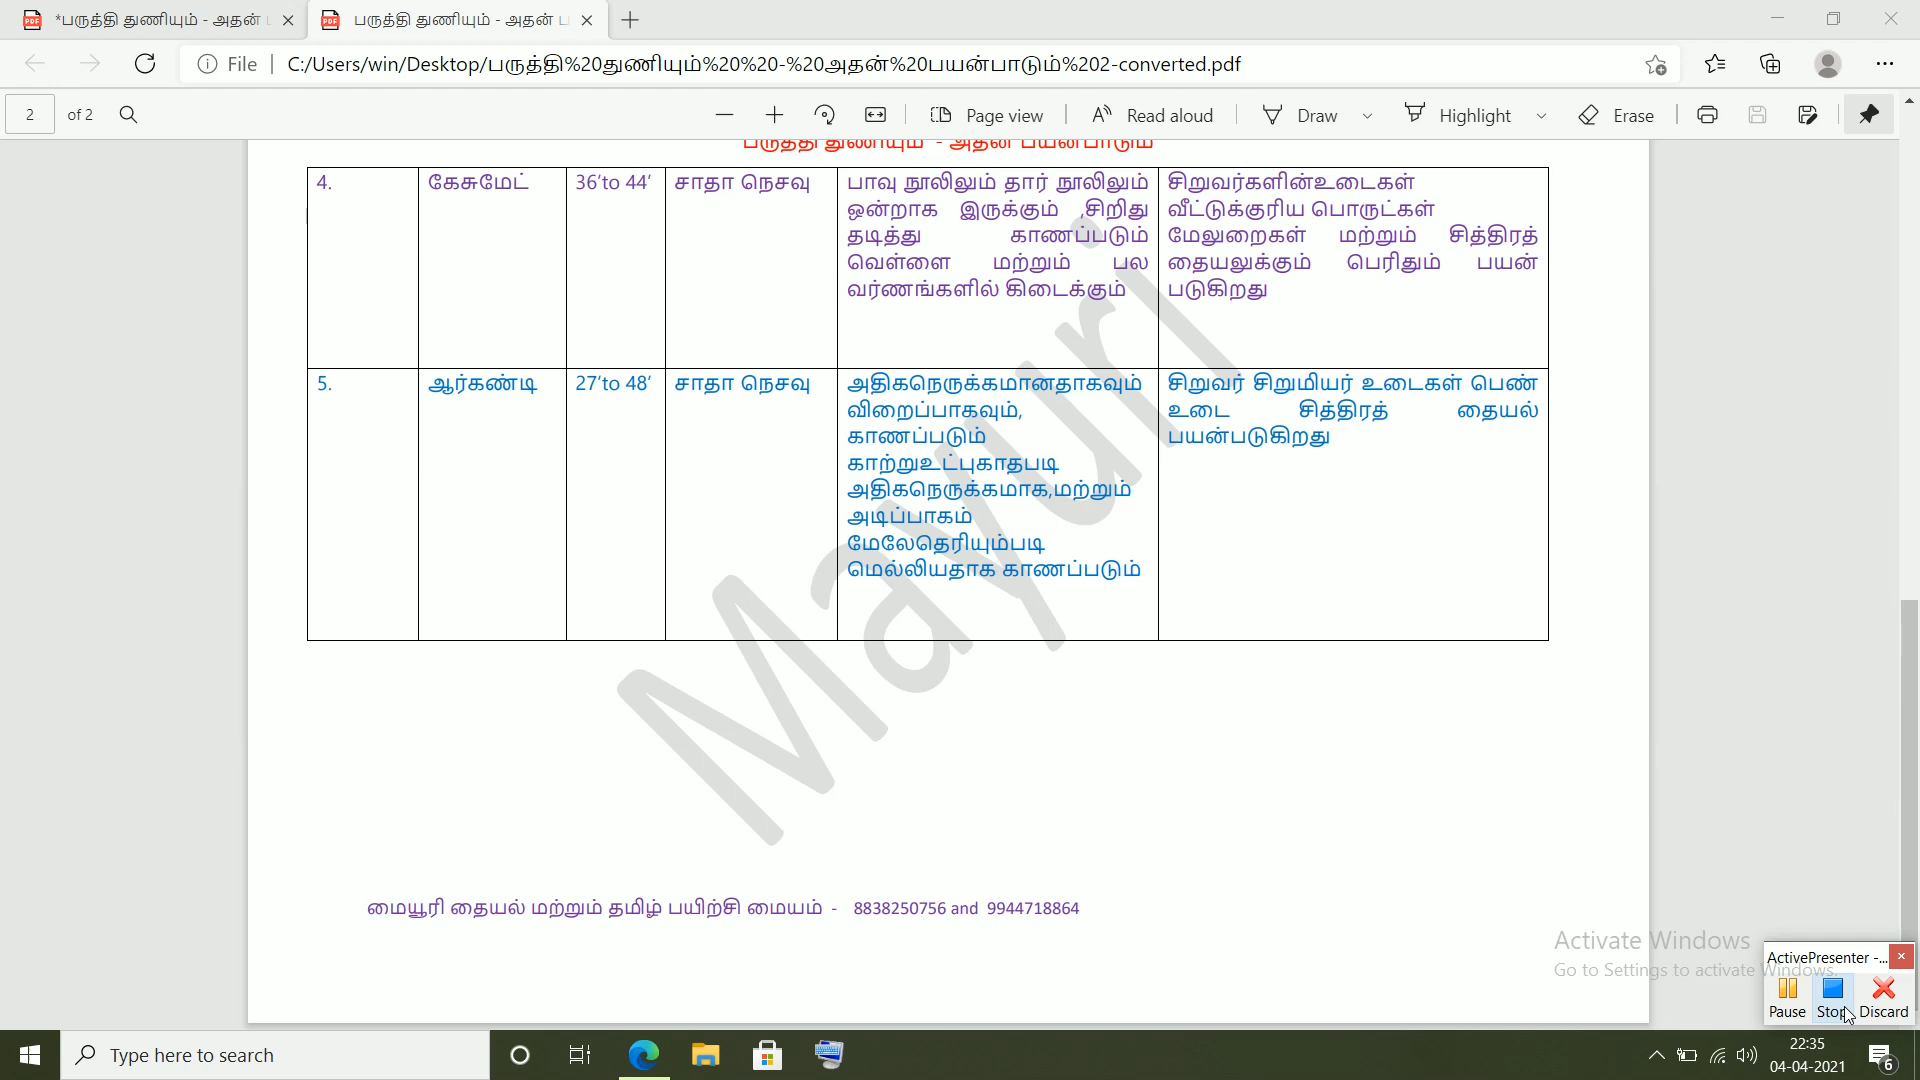 *பருத்தி துணியும் - அதன்
பருத்தி துணியும் - அதன் ப
File
C:/Users/win/Desktop/பருத்தி%20துணியும்%20%20-%20அதன்%20பயன்பாடும்%202-converted.pdf
2 of 2
Page view
Read aloud
Draw
Highlight
Erase
பருத்தி துணியும் - அதன் பயன்பாடும்
4.
கேசுமேட்
36'to 44'
சாதா நெசவு
பாவு நூலிலும் தார் நூலிலும்
ஒன்றாக இருக்கும் ,சிறிது
தடித்து காணப்படும்
வெள்ளை மற்றும் பல
வர்ணங்களில் கிடைக்கும்
சிறுவர்களின்உடைகள்
வீட்டுக்குரிய பொருட்கள்
மேலுறைகள் மற்றும் சித்திரத்
தையலுக்கும் பெரிதும் பயன்
படுகிறது
5.
ஆர்கண்டி
27'to 48'
சாதா நெசவு
அதிகநெருக்கமானதாகவும்
விறைப்பாகவும்,
காணப்படும்
காற்றுஉட்புகாதபடி
அதிகநெருக்கமாக,மற்றும்
அடிப்பாகம்
மேலேதெரியும்படி
மெல்லியதாக காணப்படும்
சிறுவர் சிறுமியர் உடைகள் பெண்
உடை சித்திரத் தையல்
பயன்படுகிறது
Mayuri
மையூரி தையல் மற்றும் தமிழ் பயிற்சி மையம் - 8838250756 and 9944718864
Activate Windows
Go to Settings to activate Windows.
ActivePresenter -...
Pause
Stop
Discard
Type here to search
22:35
04-04-2021
6